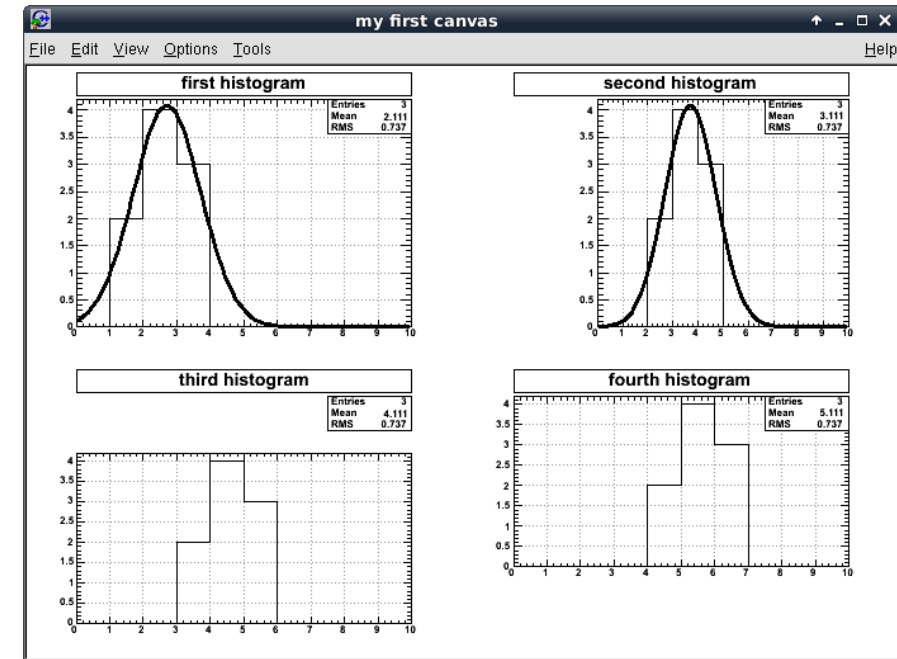 my first canvas
File Edit View Options Tools Help
first histogram
Entries 3
Mean 2.111
RMS 0.737
4
3.5
3
2.5
2
1.5
1
0.5
0
0 1 2 3 4 5 6 7 8 9 10
second histogram
Entries 3
Mean 3.111
RMS 0.737
4
3.5
3
2.5
2
1.5
1
0.5
0
0 1 2 3 4 5 6 7 8 9 10
third histogram
Entries 3
Mean 4.111
RMS 0.737
4
3.5
3
2.5
2
1.5
1
0.5
0
0 1 2 3 4 5 6 7 8 9 10
fourth histogram
Entries 3
Mean 5.111
RMS 0.737
4
3.5
3
2.5
2
1.5
1
0.5
0
0 1 2 3 4 5 6 7 8 9 10